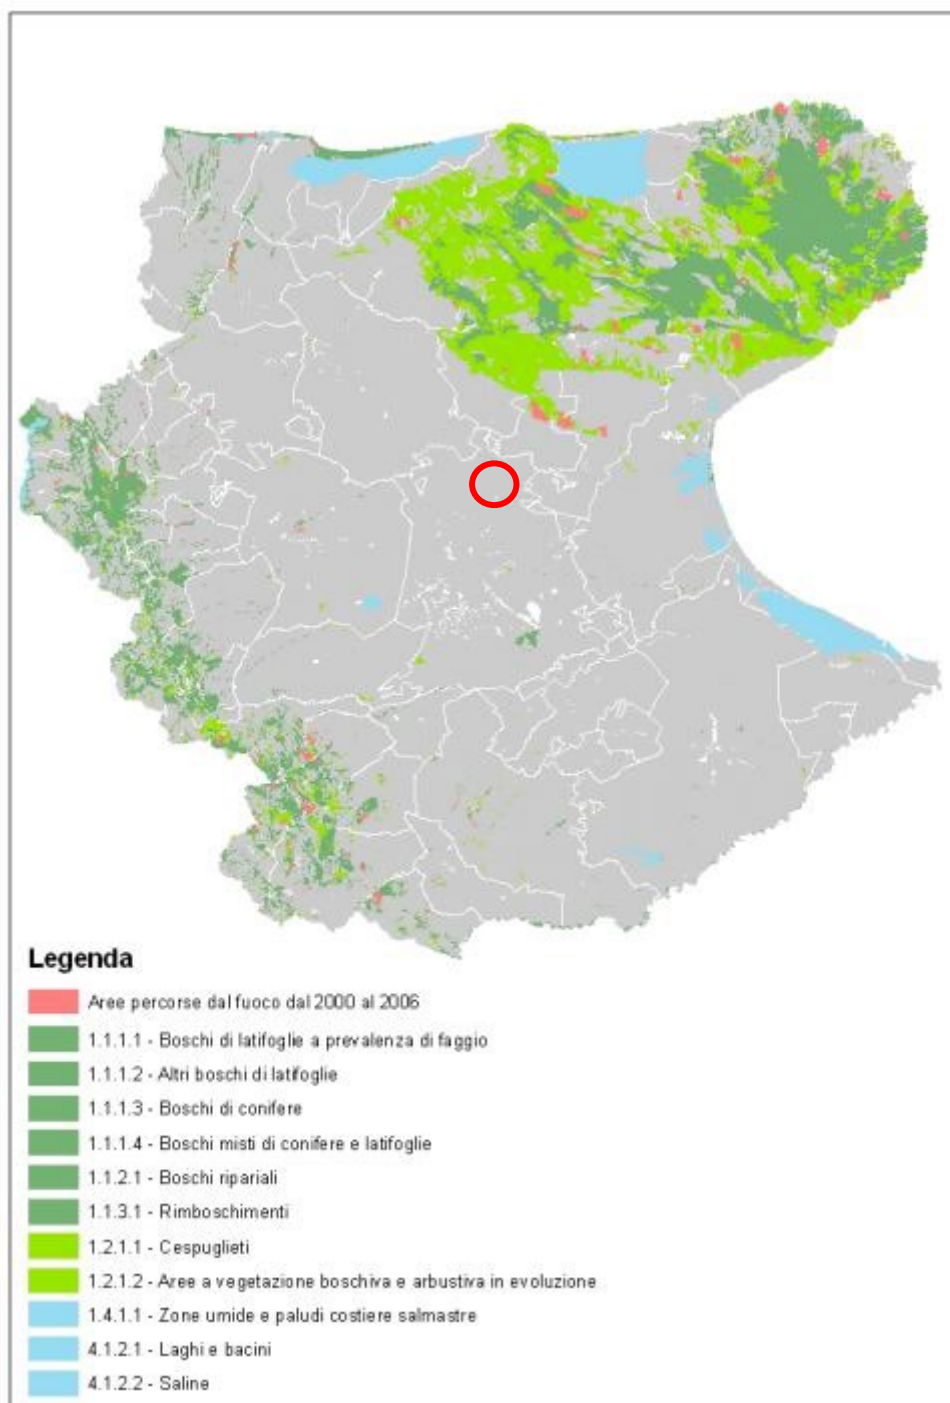 Legenda
Aree percorse dal fuoco dal 2000 al 2006
1.1.1.1 - Boschi di latifoglie a prevalenza di faggio
1.1.1.2 - Altri boschi di latifoglie
1.1.1.3 - Boschi di conifere
1.1.1.4 - Boschi misti di conifere e latifoglie
1.1.2.1 - Boschi ripariali
1.1.3.1 - Rimboschimenti
1.2.1.1 - Cespuglieti
1.2.1.2 - Aree a vegetazione boschiva e arbustiva in evoluzione
1.4.1.1 - Zone umide e paludi costiere salmastre
4.1.2.1 - Laghi e bacini
4.1.2.2 - Saline